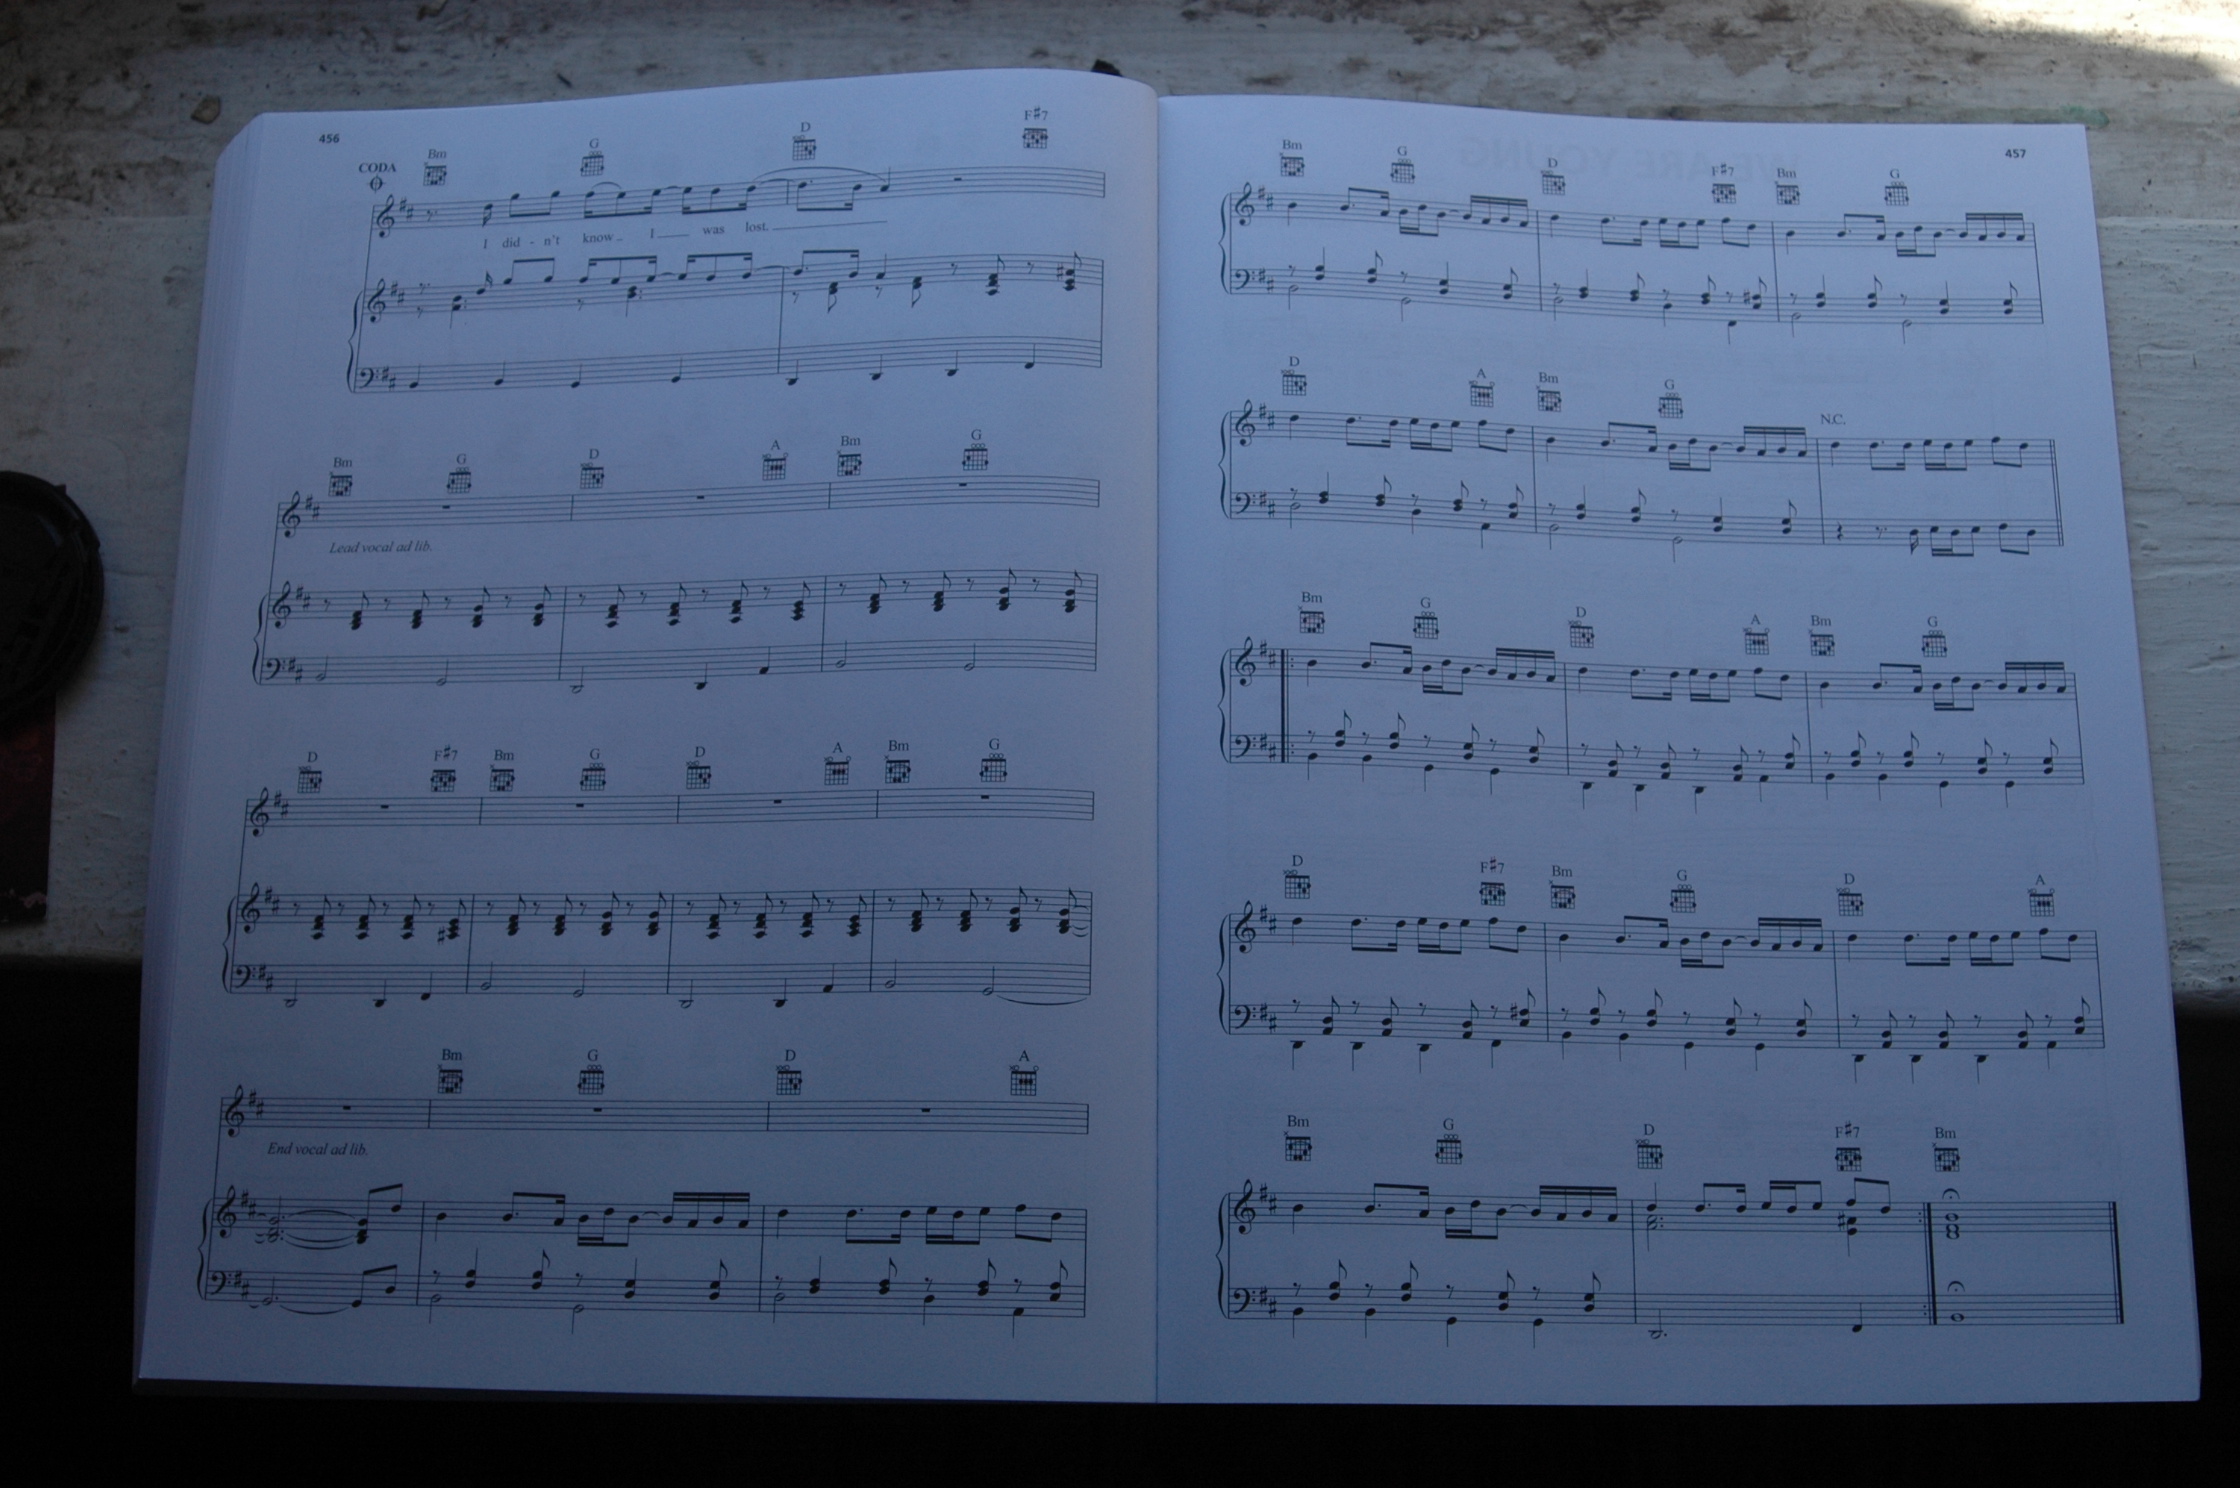 456
CODA
Bm G D F#7
I did - n't know I was lost.
Bm G D A Bm G
Lead vocal ad lib.
D F#7 Bm G D A Bm G
Bm G D A
End vocal ad lib.
457
Bm G D F#7 Bm G
D A Bm G N.C.
Bm G D A Bm G
D F#7 Bm G D A
Bm G D F#7 Bm